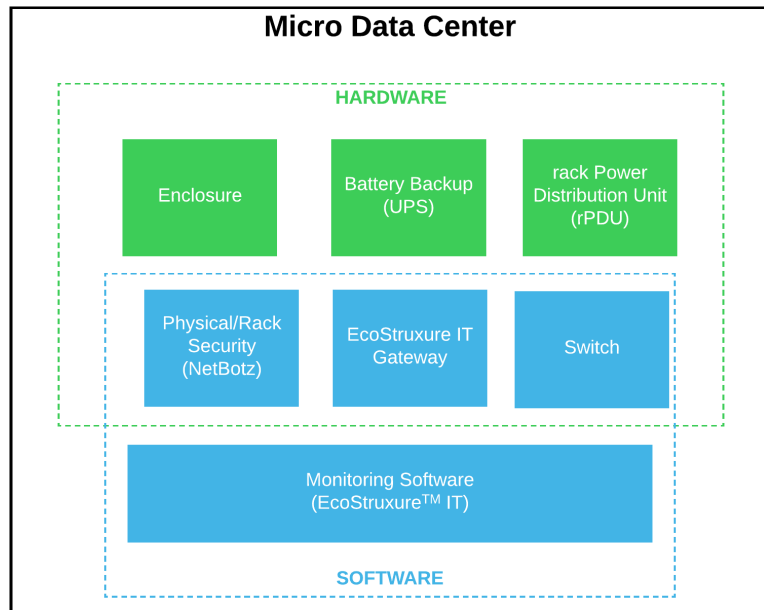 Micro Data Center
HARDWARE
Enclosure
Battery Backup
(UPS)
rack Power
Distribution Unit
(rPDU)
Physical/Rack
Security
(NetBotz)
EcoStruxure IT
Gateway
Switch
Monitoring Software
(EcoStruxure™ IT)
SOFTWARE